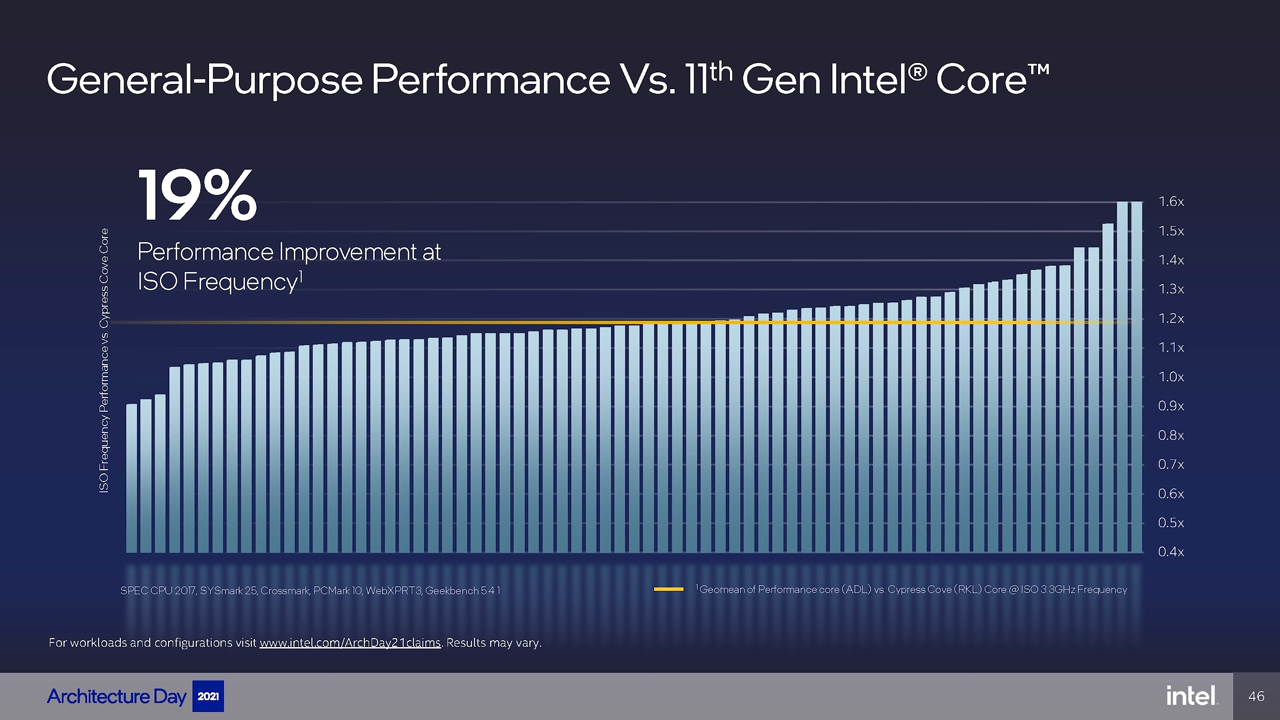 General-Purpose Performance Vs. 11th Gen Intel® Core™
19%
Performance Improvement at
ISO Frequency¹
ISO Frequency Performance vs. Cypress Cove Core
1.6x
1.5x
1.4x
1.3x
1.2x
1.1x
1.0x
0.9x
0.8x
0.7x
0.6x
0.5x
0.4x
SPEC CPU 2017, SYSmark 25, Crossmark, PCMark 10, WebXPRT3, Geekbench 5.4.1
¹ Geomean of Performance core (ADL) vs. Cypress Cove (RKL) Core @ ISO 3.3GHz Frequency
For workloads and configurations visit www.intel.com/ArchDay21claims. Results may vary.
Architecture Day 2021
intel.
46